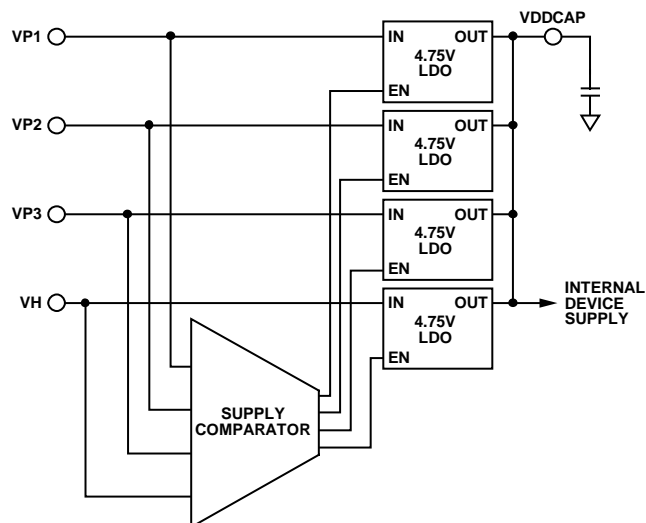 VP1
IN
OUT
VDDCAP
4.75V
LDO
EN
VP2
IN
OUT
4.75V
LDO
EN
VP3
IN
OUT
4.75V
LDO
EN
VH
IN
OUT
4.75V
LDO
EN
INTERNAL
DEVICE
SUPPLY
SUPPLY
COMPARATOR